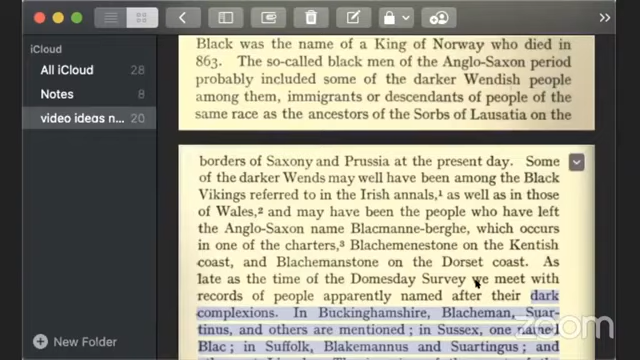 iCloud
All iCloud 28
Notes 8
video ideas n... 20
New Folder
Black was the name of a King of Norway who died in
863. The so-called black men of the Anglo-Saxon period
probably included some of the darker Wendish people
among them, immigrants or descendants of people of the
same race as the ancestors of the Sorbs of Lausatia on the
borders of Saxony and Prussia at the present day. Some
of the darker Wends may well have been among the Black
Vikings referred to in the Irish annals,¹ as well as in those
of Wales,² and may have been the people who have left
the Anglo-Saxon name Blacmanne-berghe, which occurs
in one of the charters,³ Blachemenestone on the Kentish
coast, and Blachemanstone on the Dorset coast. As
late as the time of the Domesday Survey we meet with
records of people apparently named after their dark
complexions. In Buckinghamshire, Blacheman, Suar-
tinus, and others are mentioned; in Sussex, one named
Blac; in Suffolk, Blakemannus and Suartingus; and
zoom